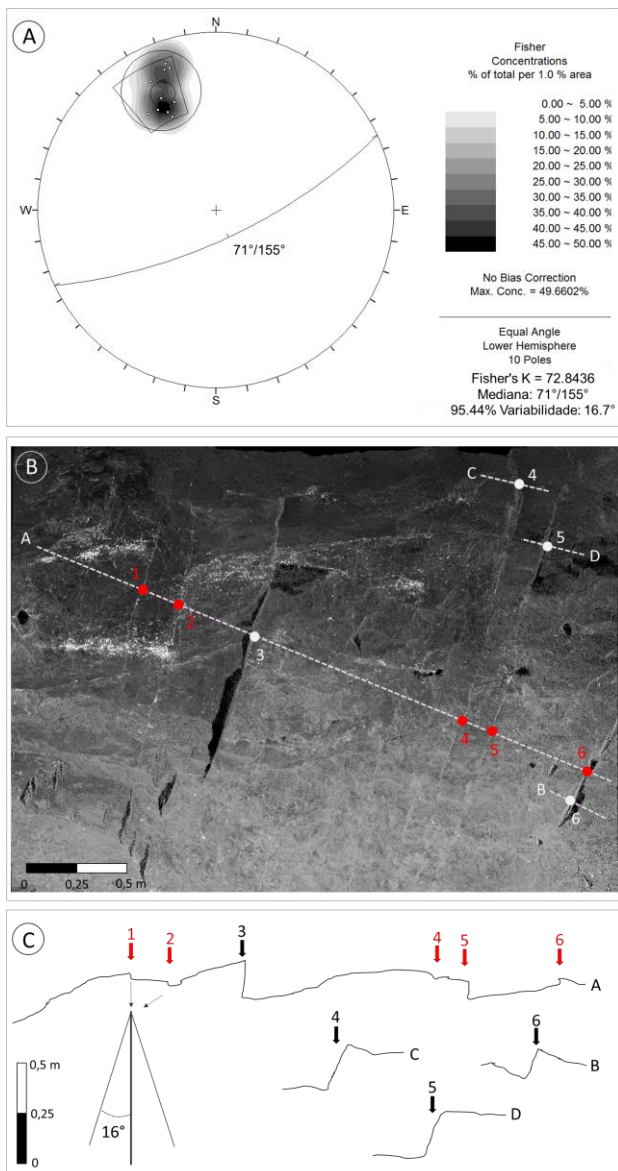 A
N
W
E
S
71°/155°
Fisher
Concentrations
% of total per 1.0 % area
0.00 ~ 5.00 %
5.00 ~ 10.00 %
10.00 ~ 15.00 %
15.00 ~ 20.00 %
20.00 ~ 25.00 %
25.00 ~ 30.00 %
30.00 ~ 35.00 %
35.00 ~ 40.00 %
40.00 ~ 45.00 %
45.00 ~ 50.00 %
No Bias Correction
Max. Conc. = 49.6602%
Equal Angle
Lower Hemisphere
10 Poles
Fisher's K = 72.8436
Mediana: 71°/155°
95.44% Variabilidade: 16.7°
B
C 4
A
5 D
1
2
3
4
5
6
B
6
0 0,25 0,5 m
C
1 2 3 4 5 6
A
4
C
6
B
5
D
0,5 m
0,25
0
16°